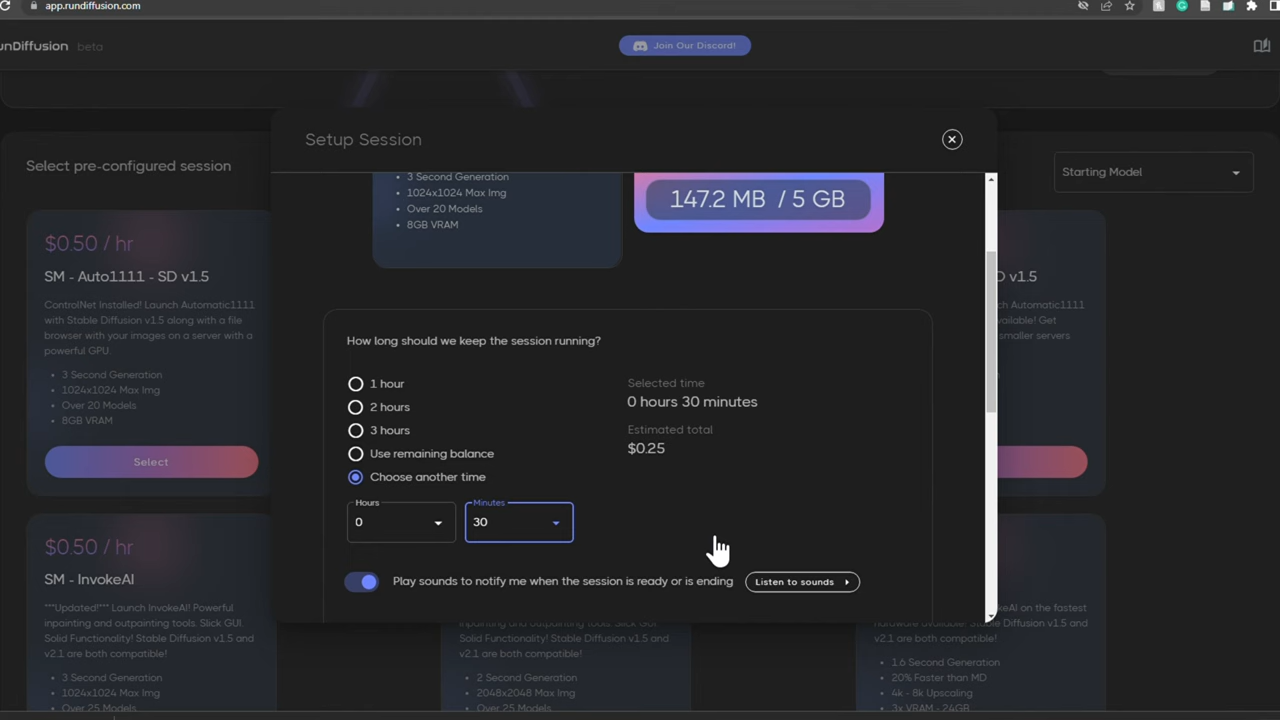 app.rundiffusion.com
unDiffusion beta
Join Our Discord!
Setup Session
Select pre-configured session
Starting Model
3 Second Generation
1024x1024 Max Img
Over 20 Models
8GB VRAM
147.2 MB / 5 GB
$0.50 / hr
SM - Auto1111 - SD v1.5
ControlNet Installed! Launch Automatic1111
with Stable Diffusion v1.5 along with a file
browser with your images on a server with a
powerful GPU.
3 Second Generation
1024x1024 Max Img
Over 20 Models
8GB VRAM
Select
How long should we keep the session running?
1 hour
2 hours
3 hours
Use remaining balance
Choose another time
Selected time
0 hours 30 minutes
Estimated total
$0.25
Hours
0
Minutes
30
Play sounds to notify me when the session is ready or is ending
Listen to sounds
D v1.5
ch Automatic1111
ailable! Get
smaller servers
$0.50 / hr
SM - InvokeAI
***Updated!*** Launch InvokeAI! Powerful
inpainting and outpainting tools. Slick GUI.
Solid Functionality! Stable Diffusion v1.5 and
v2.1 are both compatible!
3 Second Generation
1024x1024 Max Img
Over 25 Models
inpainting and outpainting tools. Slick GUI.
Solid Functionality! Stable Diffusion v1.5 and
v2.1 are both compatible!
2 Second Generation
2048x2048 Max Img
Over 25 Models
eAI on the fastest
hardware available! Stable Diffusion v1.5 and
v2.1 are both compatible!
1.6 Second Generation
20% Faster than MD
4k - 8k Upscaling
3x VRAM - 24GB